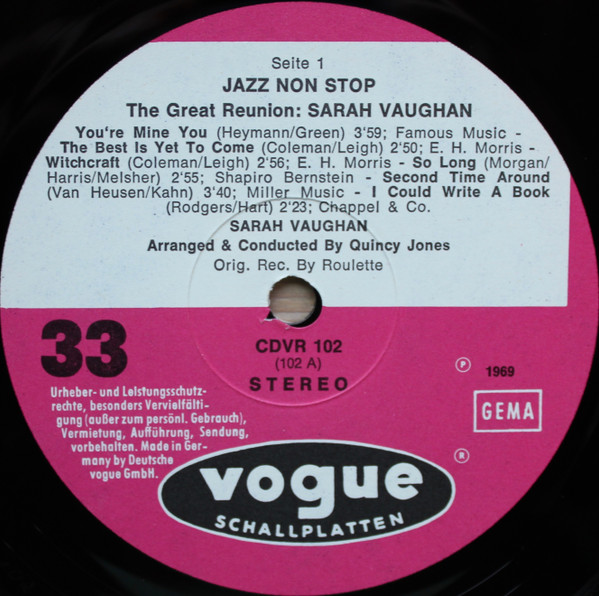 Seite 1
JAZZ NON STOP
The Great Reunion: SARAH VAUGHAN
You're Mine You (Heymann/Green) 3'59; Famous Music -
The Best Is Yet To Come (Coleman/Leigh) 2'50; E. H. Morris -
Witchcraft (Coleman/Leigh) 2'56; E. H. Morris - So Long (Morgan/
Harris/Melsher) 2'55; Shapiro Bernstein - Second Time Around
(Van Heusen/Kahn) 3'40; Miller Music - I Could Write A Book
(Rodgers/Hart) 2'23; Chappel & Co.
SARAH VAUGHAN
Arranged & Conducted By Quincy Jones
Orig. Rec. By Roulette
33
CDVR 102
(102 A)
STEREO
℗ 1969
GEMA
Urheber- und Leistungsschutz-
rechte, besonders Vervielfälti-
gung (außer zum persönl. Gebrauch),
Vermietung, Aufführung, Sendung,
vorbehalten. Made in Ger-
many by Deutsche
vogue GmbH.
®
vogue
SCHALLPLATTEN